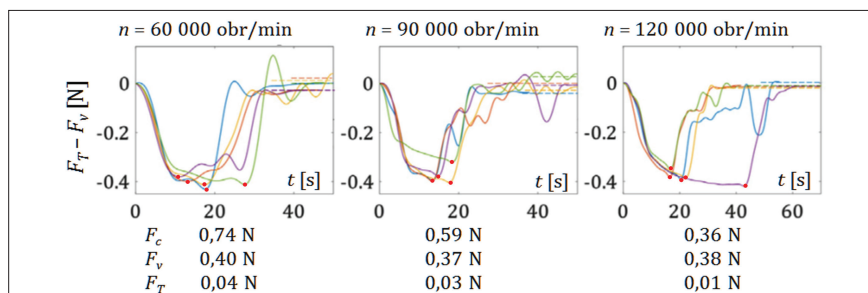 n = 60 000 obr/min n = 90 000 obr/min n = 120 000 obr/min
F_T – F_v [N]
0 0 0
-0.2 -0.2 -0.2
-0.4 -0.4 -0.4
t [s] t [s] t [s]
0 20 40 0 20 40 0 20 40 60
F_c 0,74 N 0,59 N 0,36 N
F_v 0,40 N 0,37 N 0,38 N
F_T 0,04 N 0,03 N 0,01 N